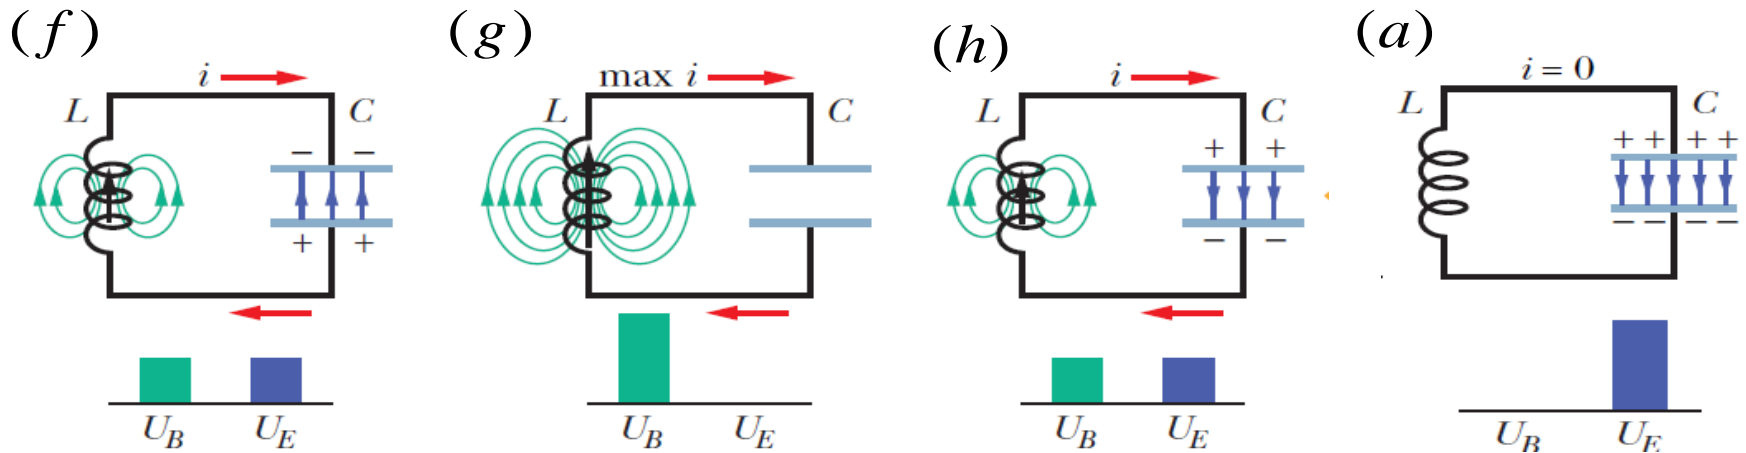 (f)
i
L
C
− −
+ +
U_B U_E
(g)
max i
L
C
U_B U_E
(h)
i
L
C
+ +
− −
U_B U_E
(a)
i = 0
L
C
+ + + +
− − − −
U_B U_E